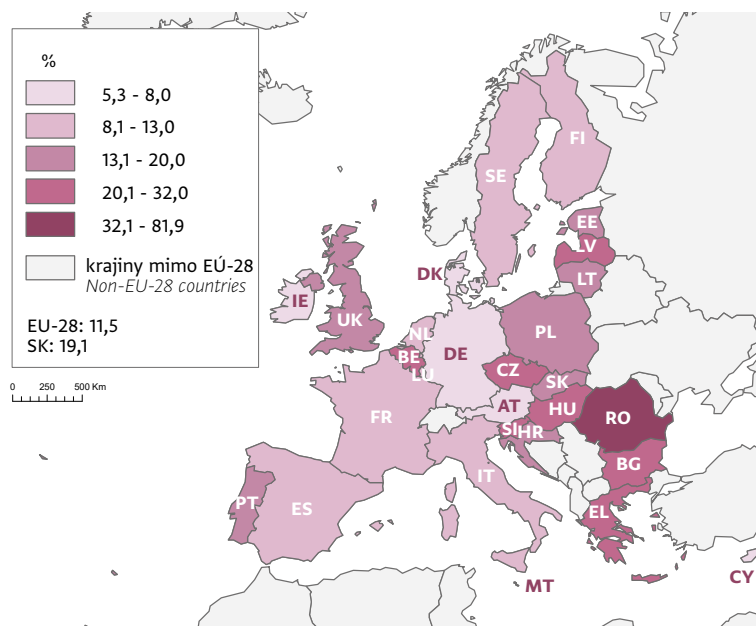 %
5,3 - 8,0
8,1 - 13,0
13,1 - 20,0
20,1 - 32,0
32,1 - 81,9
krajiny mimo EÚ-28
Non-EU-28 countries
EU-28: 11,5
SK: 19,1
0 250 500 Km
FI
SE
EE
LV
LT
DK
IE
UK
NL
PL
DE
BE
LU
CZ
SK
AT
HU
FR
SI
HR
RO
BG
IT
PT
ES
EL
MT
CY